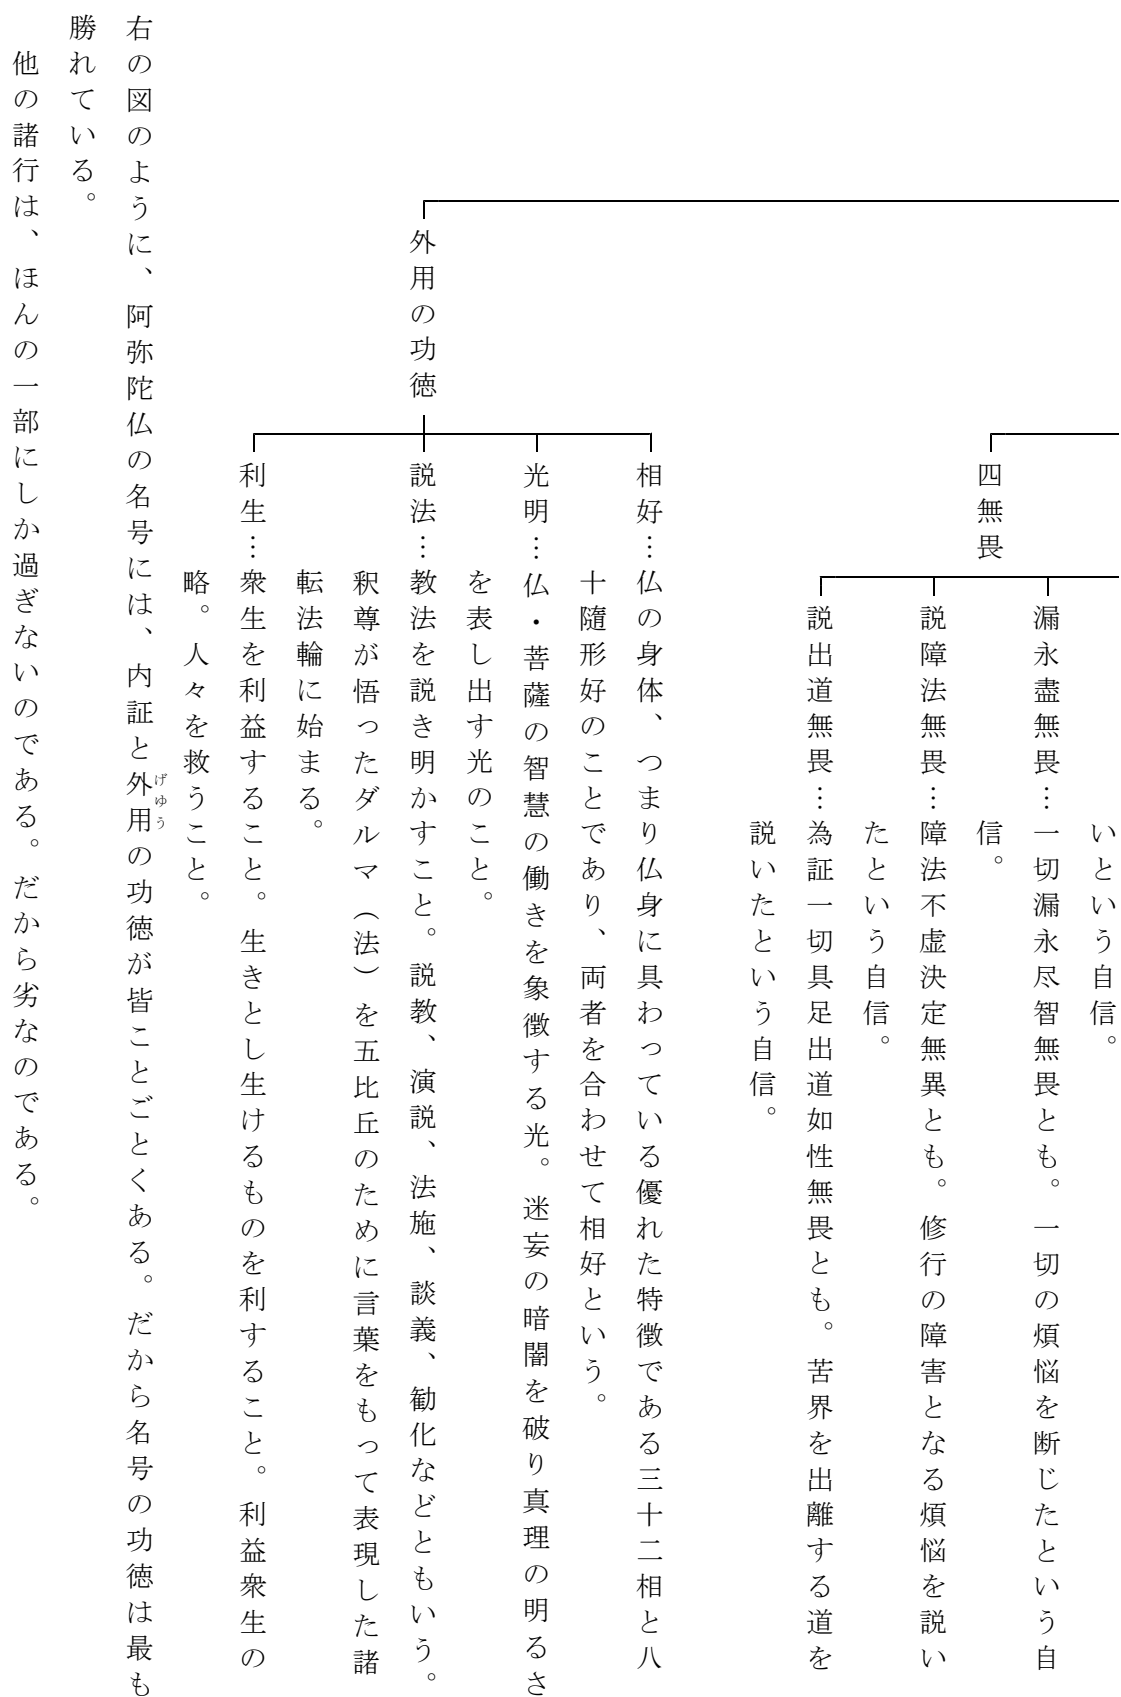 いという自信。
四無畏
漏永盡無畏…一切漏永尽智無畏とも。一切の煩悩を断じたという自
信。
説障法無畏…障法不虚決定無異とも。修行の障害となる煩悩を説い
たという自信。
説出道無畏…為証一切具足出道如性無畏とも。苦界を出離する道を
説いたという自信。
外用の功徳
相好…仏の身体、つまり仏身に具わっている優れた特徴である三十二相と八
十隨形好のことであり、両者を合わせて相好という。
光明…仏・菩薩の智慧の働きを象徴する光。迷妄の暗闇を破り真理の明るさ
を表し出す光のこと。
説法…教法を説き明かすこと。説教、演説、法施、談義、勧化などともいう。
釈尊が悟ったダルマ（法）を五比丘のために言葉をもって表現した諸
転法輪に始まる。
利生…衆生を利益すること。生きとし生けるものを利すること。利益衆生の
略。人々を救うこと。
右の図のように、阿弥陀仏の名号には、内証と外用の功徳が皆ことごとくある。だから名号の功徳は最も
げゆう
勝れている。
他の諸行は、ほんの一部にしか過ぎないのである。だから劣なのである。